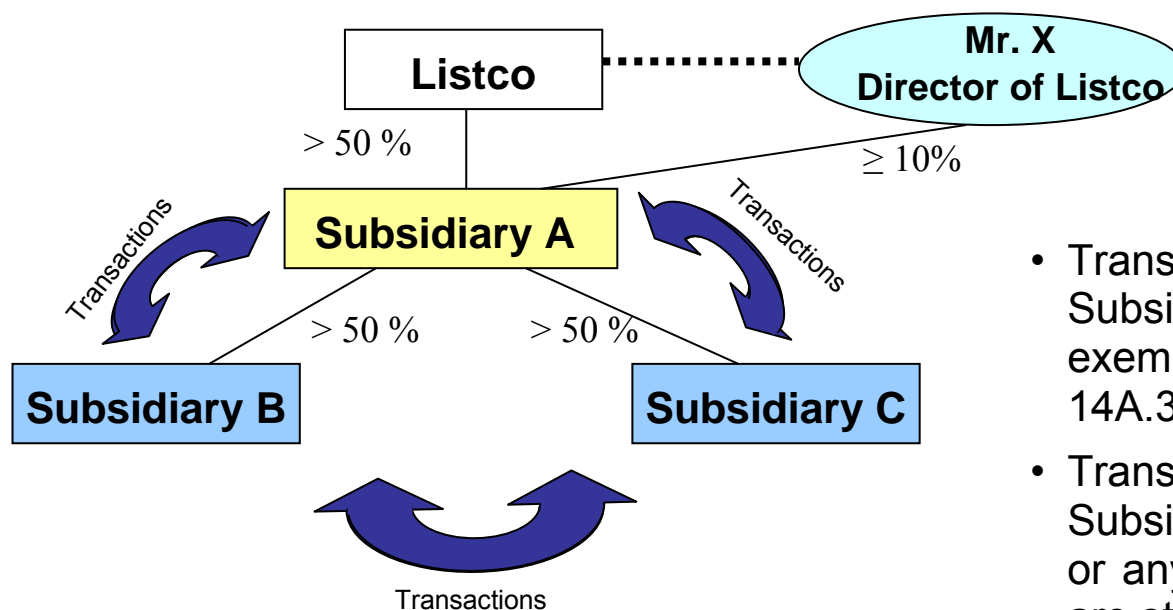 Listco
Mr. X
Director of Listco
> 50 %
≥ 10%
Transactions
Subsidiary A
Transactions
> 50 %
> 50 %
Subsidiary B
Subsidiary C
Transactions
• Trans
Subsi
exem
14A.3
• Trans
Subsi
or any